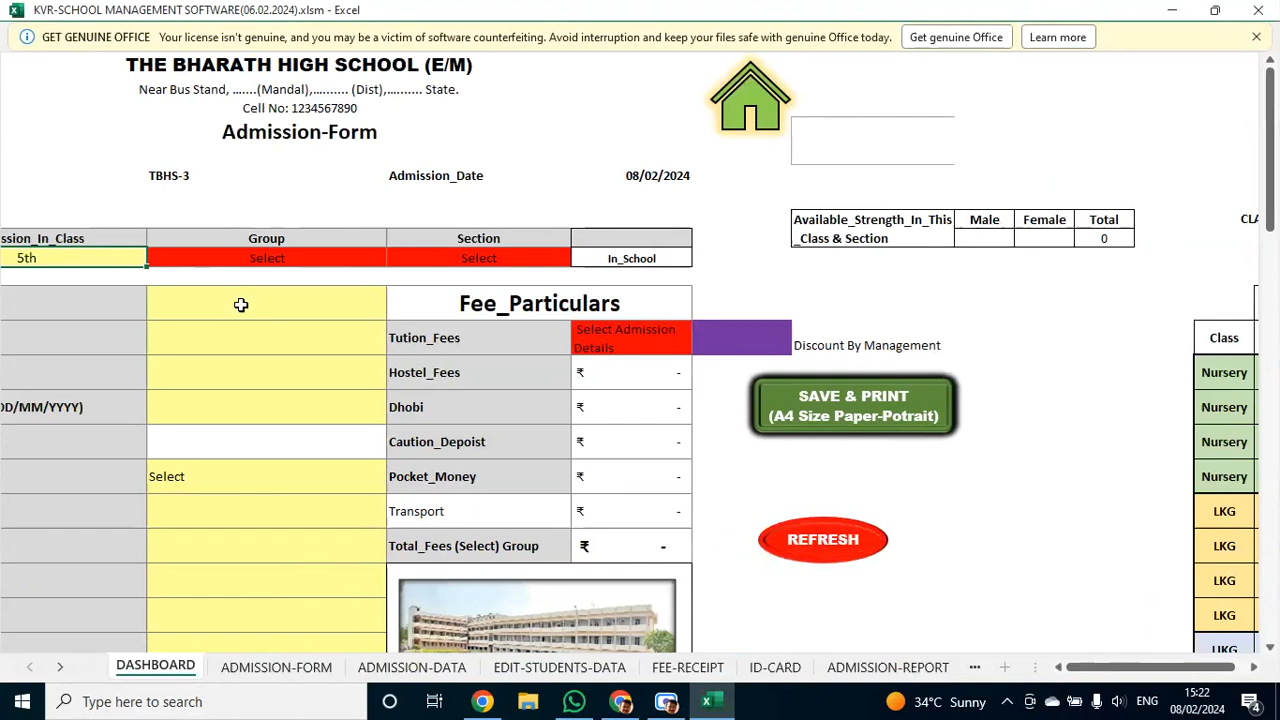 KVR-SCHOOL MANAGEMENT SOFTWARE(06.02.2024).xlsm - Excel
GET GENUINE OFFICE Your license isn't genuine, and you may be a victim of software counterfeiting. Avoid interruption and keep your files safe with genuine Office today. Get genuine Office Learn more
THE BHARATH HIGH SCHOOL (E/M)
Near Bus Stand, ......(Mandal),......... (Dist),....... State.
Cell No: 1234567890
Admission-Form
TBHS-3 Admission_Date 08/02/2024
Available_Strength_In_This Male Female Total
_Class & Section 0
CLA
ssion_In_Class Group Section
5th Select Select In_School
Fee_Particulars
Tution_Fees Select Admission Details Discount By Management Class
Hostel_Fees ₹ - Nursery
SAVE & PRINT
(A4 Size Paper-Potrait)
DD/MM/YYYY) Dhobi ₹ - Nursery
Caution_Depoist ₹ - Nursery
Select Pocket_Money ₹ - Nursery
Transport ₹ - LKG
REFRESH
Total_Fees (Select) Group ₹ - LKG
LKG
LKG
UKG
DASHBOARD ADMISSION-FORM ADMISSION-DATA EDIT-STUDENTS-DATA FEE-RECEIPT ID-CARD ADMISSION-REPORT ...
Type here to search 34°C Sunny ENG 15:22
08/02/2024 4